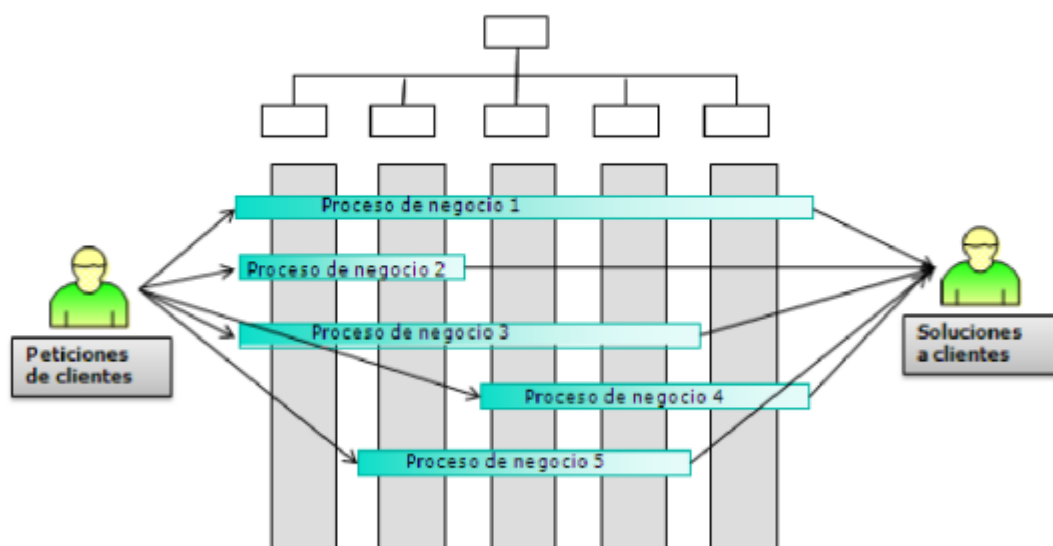 Proceso de negocio 1
Proceso de negocio 2
Proceso de negocio 3
Peticiones
de clientes
Soluciones
a clientes
Proceso de negocio 4
Proceso de negocio 5